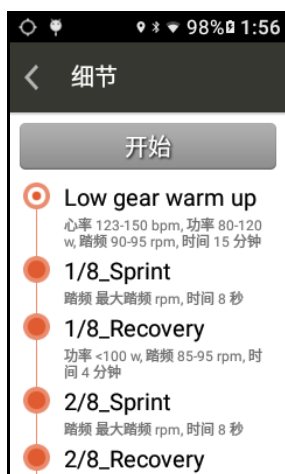 98% 1:56
细节
开始
Low gear warm up
心率 123-150 bpm, 功率 80-120
w, 踏频 90-95 rpm, 时间 15 分钟
1/8_Sprint
踏频 最大踏频 rpm, 时间 8 秒
1/8_Recovery
功率 <100 w, 踏频 85-95 rpm, 时
间 4 分钟
2/8_Sprint
踏频 最大踏频 rpm, 时间 8 秒
2/8_Recovery